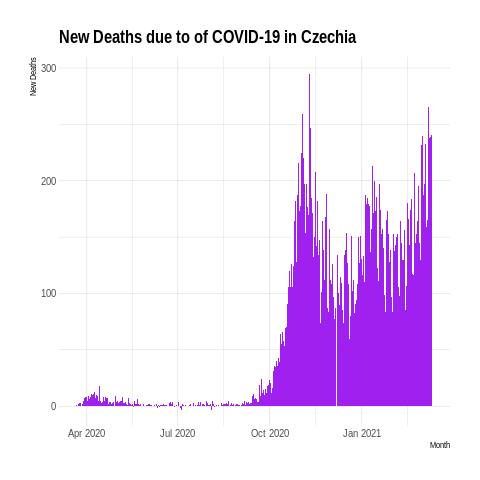 New Deaths due to of COVID-19 in Czechia
New Deaths
300
200
100
0
Apr 2020 Jul 2020 Oct 2020 Jan 2021
Month